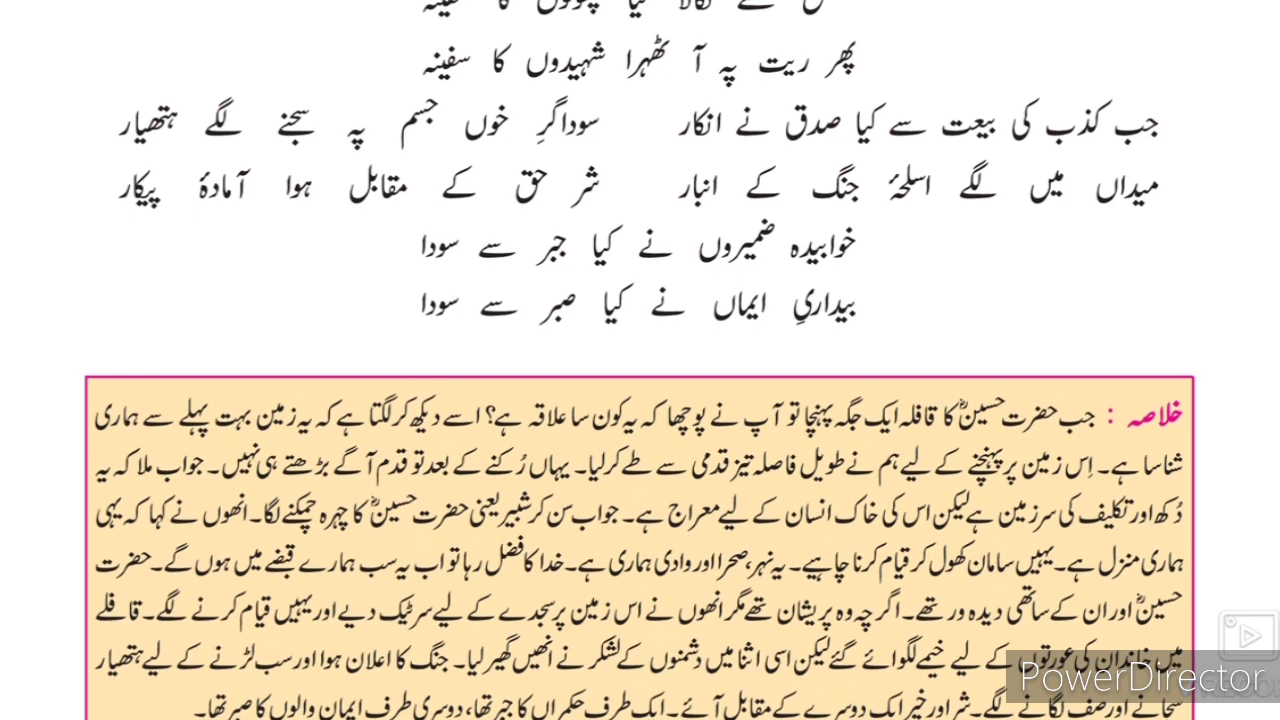 سے نکالا گیا کا سفینہ
پھر ریت پہ آ ٹھہرا شہیدوں کا سفینہ
جب کذب کی بیعت سے کیا صدق نے انکار سوداگرِ خوں جسم پہ سجنے لگے ہتھیار
میداں میں لگے اسلحۂ جنگ کے انبار شر حق کے مقابل ہوا آمادۂ پیکار
خوابیدہ ضمیروں نے کیا جبر سے سودا
بیداریِ ایماں نے کیا صبر سے سودا
خلاصہ : جب حضرت حسینؓ کا قافلہ ایک جگہ پہنچا تو آپ نے پوچھا کہ یہ کون سا علاقہ ہے؟ اسے دیکھ کر لگتا ہے کہ یہ زمین بہت پہلے سے ہماری
شناسا ہے۔ اِس زمین پر پہنچنے کے لیے ہم نے طویل فاصلہ تیز قدمی سے طے کر لیا۔ یہاں رُکنے کے بعد تو قدم آگے بڑھتے ہی نہیں۔ جواب ملا کہ یہ
دُکھ اور تکلیف کی سرزمین ہے لیکن اس کی خاک انسان کے لیے معراج ہے۔ جواب سن کر شبیر یعنی حضرت حسینؓ کا چہرہ چمکنے لگا۔ انھوں نے کہا کہ یہی
ہماری منزل ہے۔ یہیں سامان کھول کر قیام کرنا چاہیے۔ یہ نہر، صحرا اور وادی ہماری ہے۔ خدا کا فضل رہا تو اب یہ سب ہمارے قبضے میں ہوں گے۔ حضرت
حسینؓ اور ان کے ساتھی دیدہ ور تھے۔ اگرچہ وہ پریشان تھے مگر انھوں نے اس زمین پر سجدے کے لیے سر ٹیک دیے اور یہیں قیام کرنے لگے۔ قافلے
میں خاندان کی عورتوں کے لیے خیمے لگوائے گئے لیکن اسی اثنا میں دشمنوں کے لشکر نے انھیں گھیر لیا۔ جنگ کا اعلان ہوا اور سب لڑنے کے لیے ہتھیار
سجانے اور صف لگانے لگے۔ شر اور خیر ایک دوسرے کے مقابل آئے۔ ایک طرف حکمراں کا جبر تھا، دوسری طرف ایمان والوں کا صبر تھا۔
PowerDirector